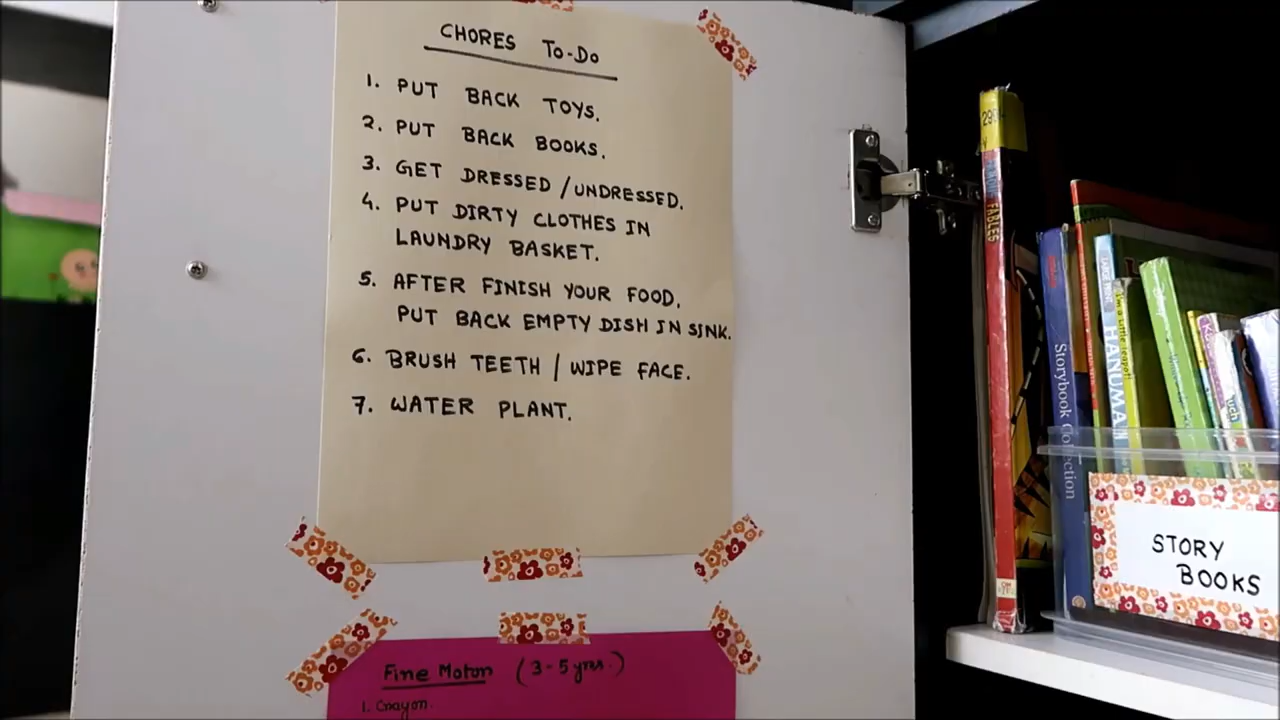 CHORES TO-DO
1. PUT BACK TOYS.
2. PUT BACK BOOKS.
3. GET DRESSED / UNDRESSED.
4. PUT DIRTY CLOTHES IN
LAUNDRY BASKET.
5. AFTER FINISH YOUR FOOD,
PUT BACK EMPTY DISH IN SINK.
6. BRUSH TEETH / WIPE FACE.
7. WATER PLANT.
Fine Motor (3-5 yrs.)
1. Crayon.
FABLES
Storybook Collection
HANUMAN
STORY
BOOKS